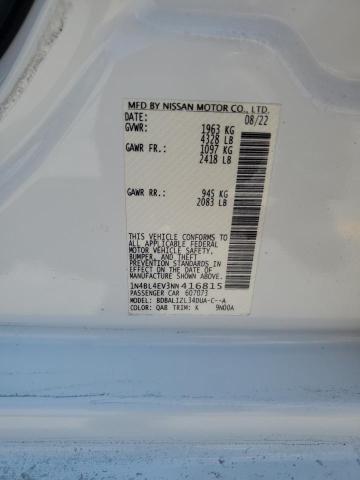 MFD BY NISSAN MOTOR CO., LTD.
DATE: 08/22
GVWR: 1963 KG
4328 LB
GAWR FR.: 1097 KG
2418 LB
GAWR RR.: 945 KG
2083 LB
THIS VEHICLE CONFORMS TO
ALL APPLICABLE FEDERAL
MOTOR VEHICLE SAFETY,
BUMPER, AND THEFT
PREVENTION STANDARDS
IN EFFECT ON THE DATE OF
MANUFACTURE SHOWN ABOVE.
1N4BL4EV3NN416815
PASSENGER CAR 607073
MODEL: BDBALIZL34DUA-C--A
COLOR: QAB TRIM: K 9N00A